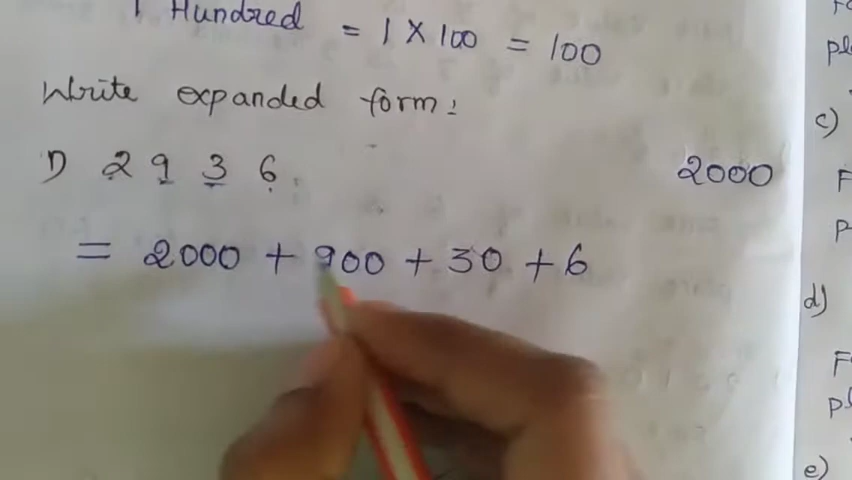 1 Hundred = 1 X 100 = 100
Write expanded form:
1) 2 9 3 6
2000
= 2000 + 900 + 30 + 6
c)
d)
e)